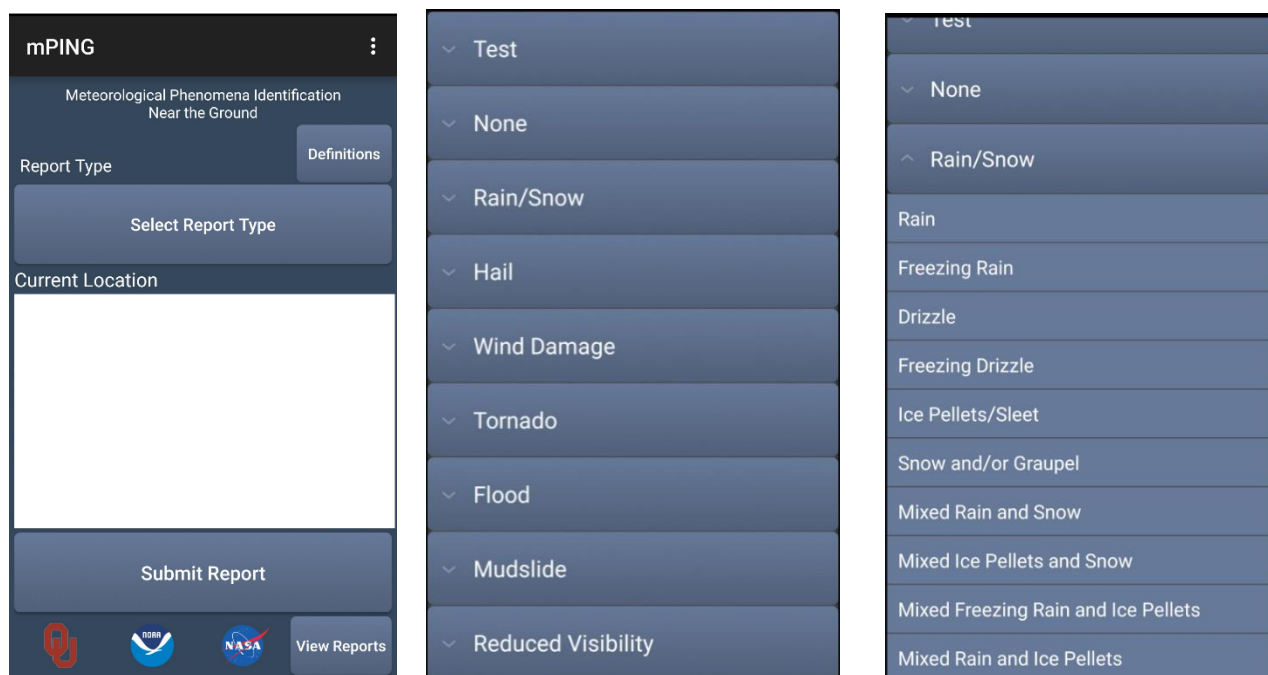 mPING
Meteorological Phenomena Identification
Near the Ground
Definitions
Report Type
Select Report Type
Current Location
Submit Report
OU
NOAA
NASA
View Reports
Test
None
Rain/Snow
Hail
Wind Damage
Tornado
Flood
Mudslide
Reduced Visibility
Test
None
Rain/Snow
Rain
Freezing Rain
Drizzle
Freezing Drizzle
Ice Pellets/Sleet
Snow and/or Graupel
Mixed Rain and Snow
Mixed Ice Pellets and Snow
Mixed Freezing Rain and Ice Pellets
Mixed Rain and Ice Pellets